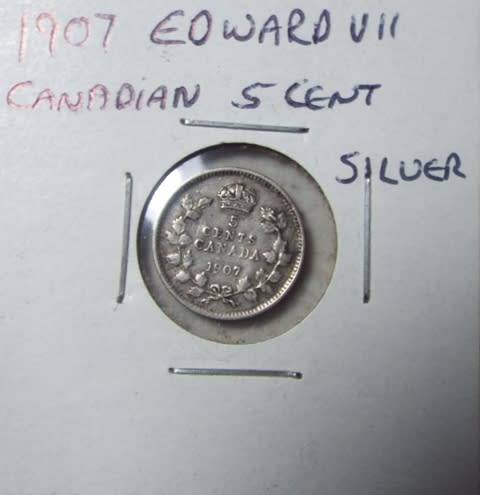 1907 EDWARD VII
CANADIAN 5 CENT
SILVER
5
CENTS
CANADA
1907